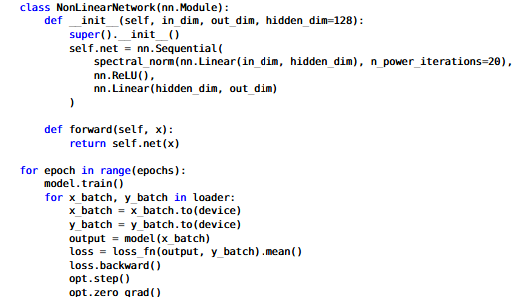 class NonLinearNetwork(nn.Module):
    def __init__(self, in_dim, out_dim, hidden_dim=128):
        super().__init__()
        self.net = nn.Sequential(
            spectral_norm(nn.Linear(in_dim, hidden_dim), n_power_iterations=20),
            nn.ReLU(),
            nn.Linear(hidden_dim, out_dim)
        )
    def forward(self, x):
        return self.net(x)
for epoch in range(epochs):
    model.train()
    for x_batch, y_batch in loader:
        x_batch = x_batch.to(device)
        y_batch = y_batch.to(device)
        output = model(x_batch)
        loss = loss_fn(output, y_batch).mean()
        loss.backward()
        opt.step()
        opt.zero_grad()